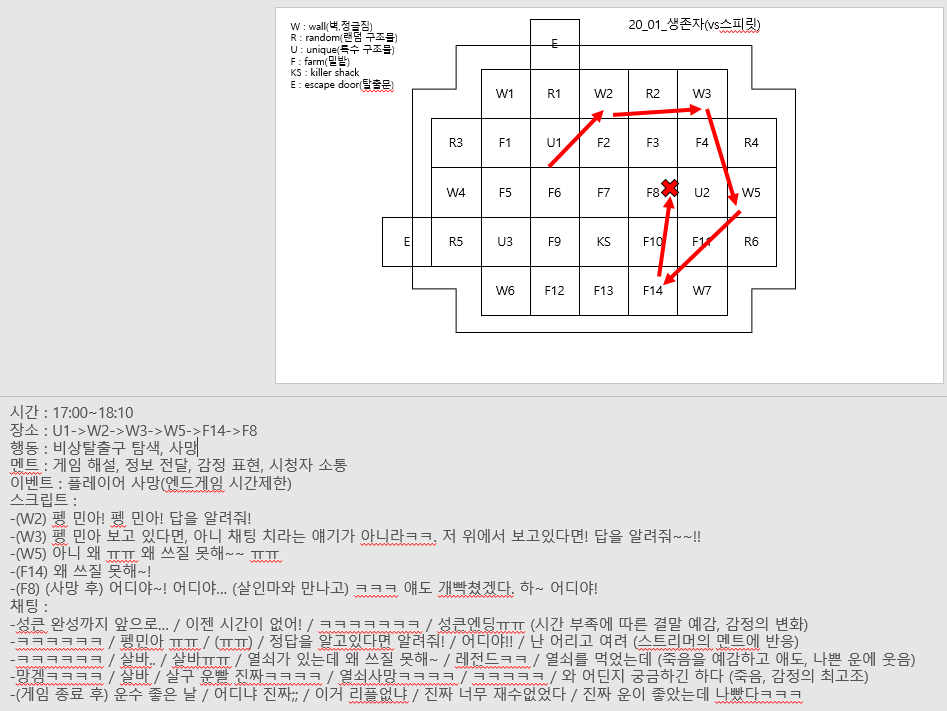 W : wall(벽,정글짐)
R : random(랜덤 구조물)
U : unique(특수 구조물)
F : farm(밀밭)
KS : killer shack
E : escape door(탈출문)
20_01_생존자(vs스피릿)
E
W1 R1 W2 R2 W3
R3 F1 U1 F2 F3 F4 R4
W4 F5 F6 F7 F8 U2 W5
E R5 U3 F9 KS F10 F11 R6
W6 F12 F13 F14 W7
시간 : 17:00~18:10
장소 : U1->W2->W3->W5->F14->F8
행동 : 비상탈출구 탐색, 사망
멘트 : 게임 해설, 정보 전달, 감정 표현, 시청자 소통
이벤트 : 플레이어 사망(엔드게임 시간제한)
스크립트 :
-(W2) 펭 민아! 펭 민아! 답을 알려줘!
-(W3) 펭 민아 보고 있다면, 아니 채팅 치라는 얘기가 아니라ㅋㅋ. 저 위에서 보고있다면! 답을 알려줘~~!!
-(W5) 아니 왜 ㅠㅠ 왜 쓰질 못해~~ ㅠㅠ
-(F14) 왜 쓰질 못해~!
-(F8) (사망 후) 어디야~! 어디야... (살인마와 만나고) ㅋㅋㅋ 얘도 개빡쳤겠다. 하~ 어디야!
채팅 :
-성큰 완성까지 앞으로... / 이젠 시간이 없어! / ㅋㅋㅋㅋㅋㅋㅋ / 성큰엔딩ㅠㅠ (시간 부족에 따른 결말 예감, 감정의 변화)
-ㅋㅋㅋㅋㅋㅋ / 펭민아 ㅠㅠ / (ㅠㅠ) / 정답을 알고있다면 알려줘! / 어디야!! / 난 어리고 여려 (스트리머의 멘트에 반응)
-ㅋㅋㅋㅋㅋㅋ / 살바.. / 살바ㅠㅠ / 열쇠가 있는데 왜 쓰질 못해~ / 레전드ㅋㅋ / 열쇠를 먹었는데 (죽음을 예감하고 애도, 나쁜 운에 웃음)
-망겜ㅋㅋㅋㅋ / 살바 / 살구 운빨 진짜ㅋㅋㅋㅋ / 열쇠사망ㅋㅋㅋㅋ / ㅋㅋㅋㅋㅋ / 와 어딘지 궁금하긴 하다 (죽음, 감정의 최고조)
-(게임 종료 후) 운수 좋은 날 / 어디냐 진짜;; / 이거 리플없냐 / 진짜 너무 재수없었다 / 진짜 운이 좋았는데 나빴다ㅋㅋㅋ